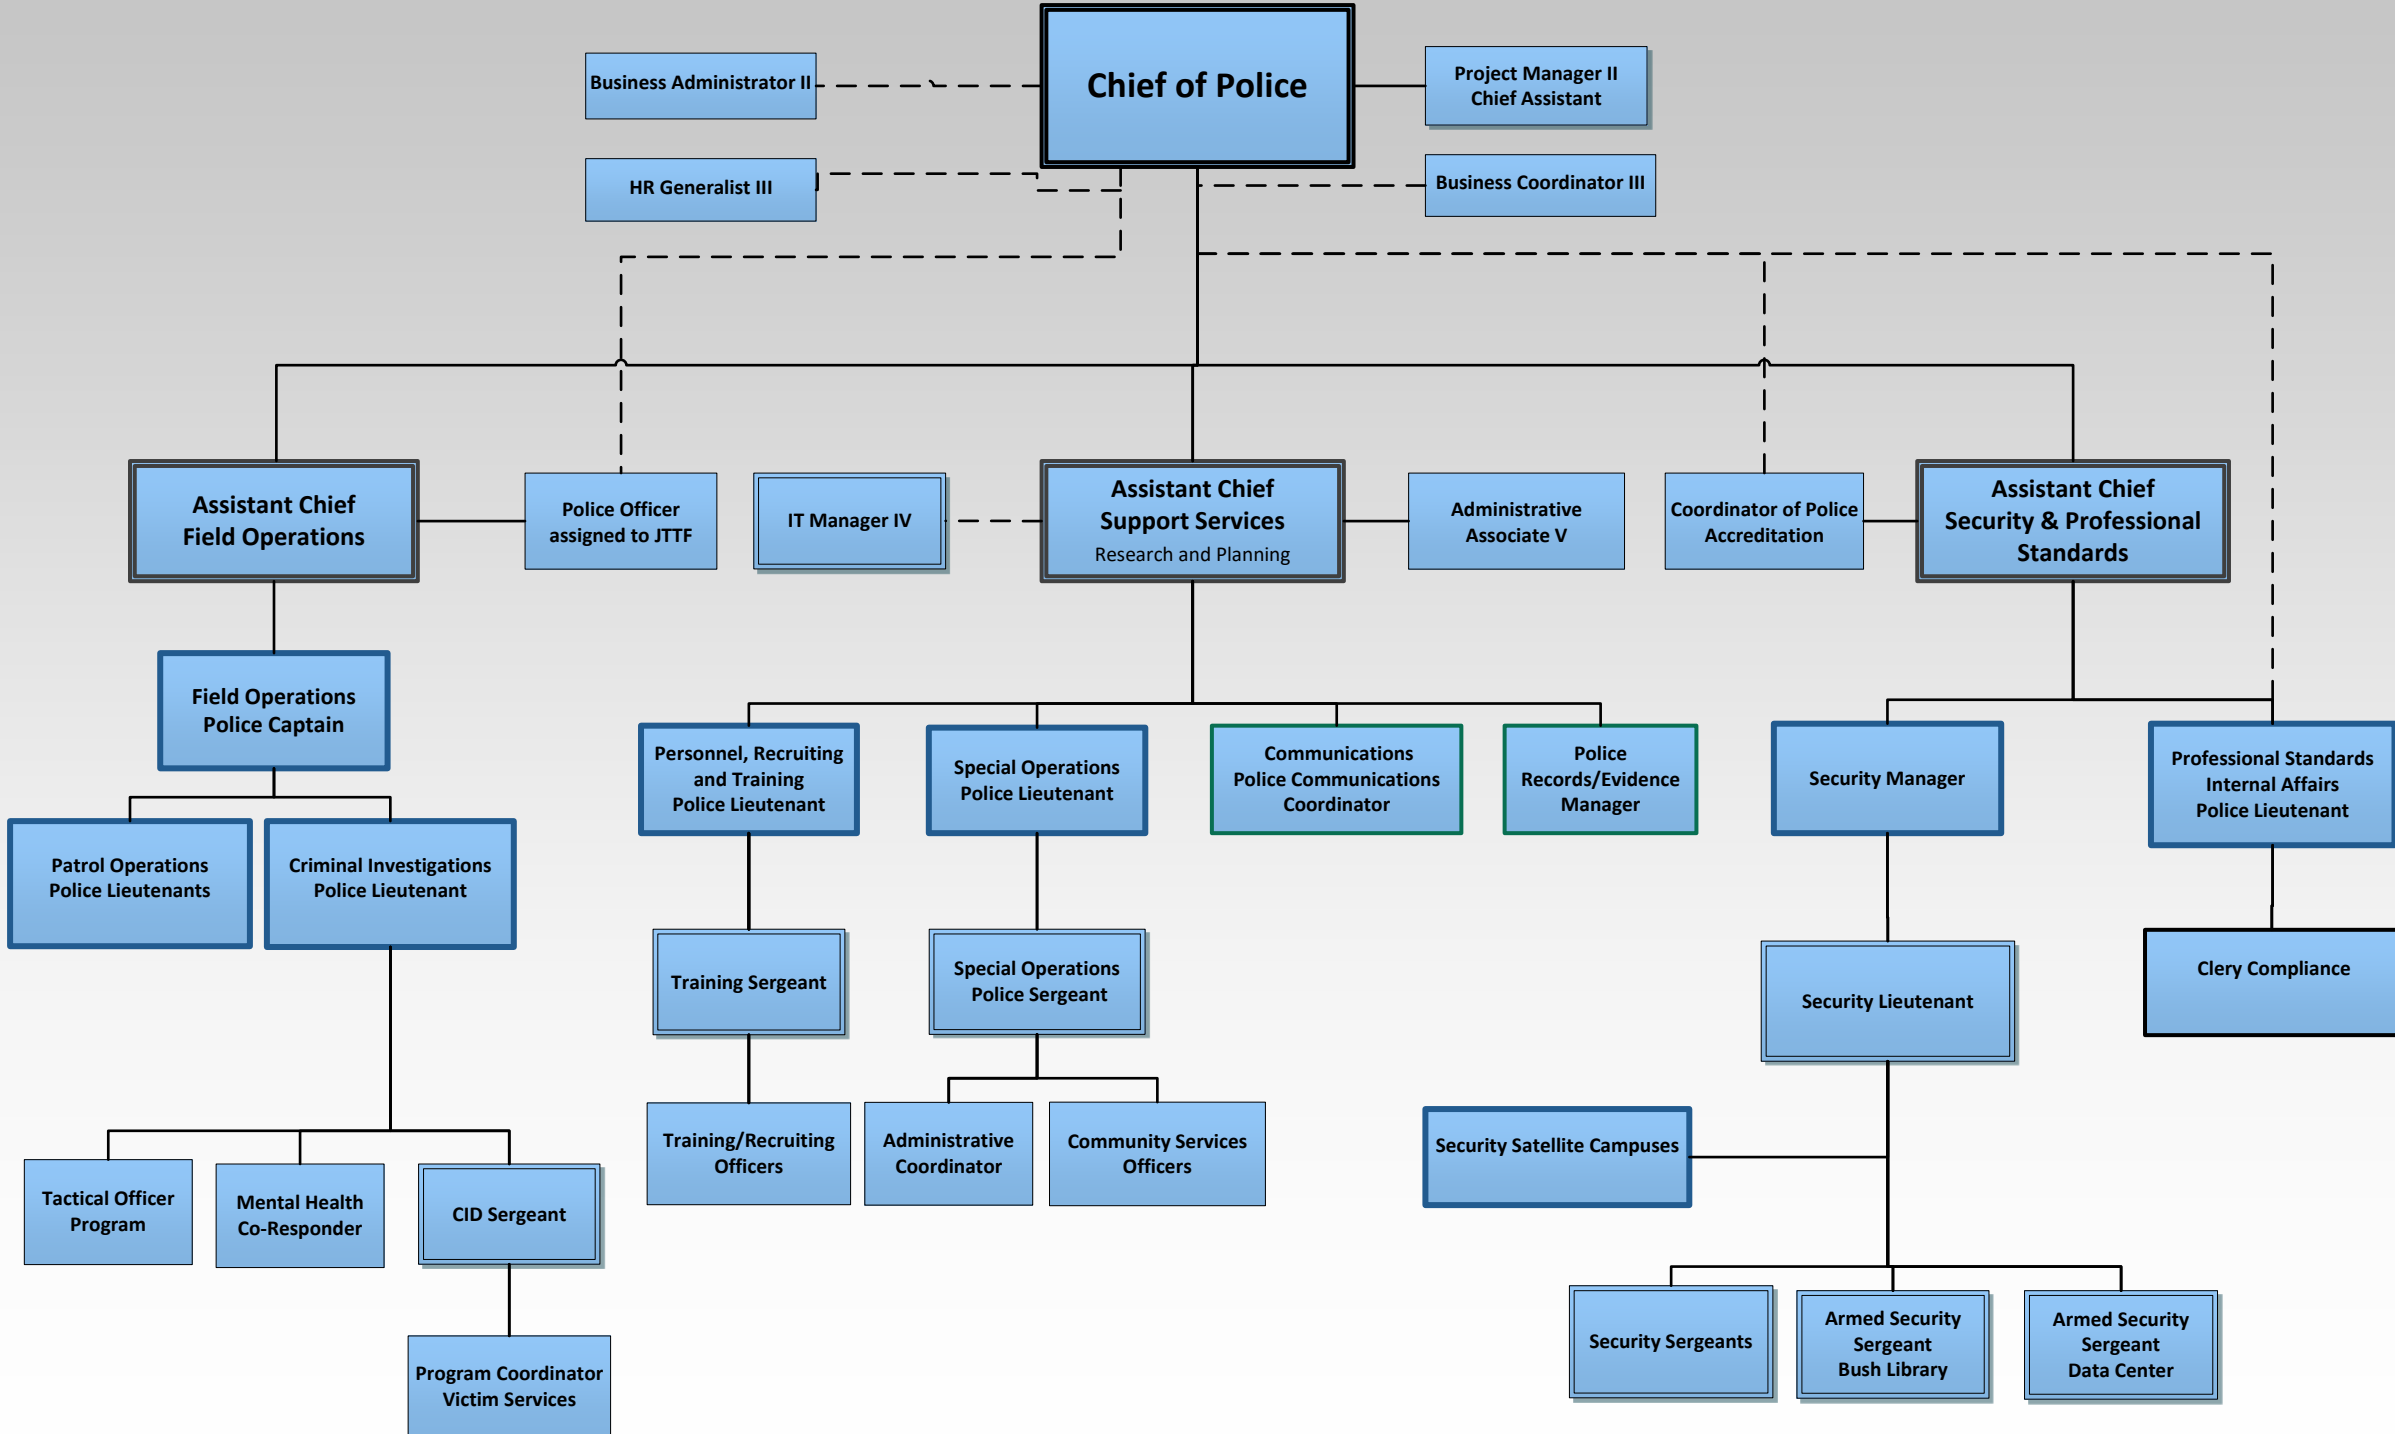 Chief of Police
Business Administrator II
Project Manager II
Chief Assistant
HR Generalist III
Business Coordinator III
Assistant Chief
Field Operations
Police Officer
assigned to JTTF
IT Manager IV
Assistant Chief
Support Services
Research and Planning
Administrative
Associate V
Coordinator of Police
Accreditation
Assistant Chief
Security & Professional
Standards
Field Operations
Police Captain
Personnel, Recruiting
and Training
Police Lieutenant
Special Operations
Police Lieutenant
Communications
Police Communications
Coordinator
Police
Records/Evidence
Manager
Security Manager
Professional Standards
Internal Affairs
Police Lieutenant
Patrol Operations
Police Lieutenants
Criminal Investigations
Police Lieutenant
Training Sergeant
Special Operations
Police Sergeant
Security Lieutenant
Clery Compliance
Training/Recruiting
Officers
Administrative
Coordinator
Community Services
Officers
Security Satellite Campuses
Tactical Officer
Program
Mental Health
Co-Responder
CID Sergeant
Program Coordinator
Victim Services
Security Sergeants
Armed Security
Sergeant
Bush Library
Armed Security
Sergeant
Data Center